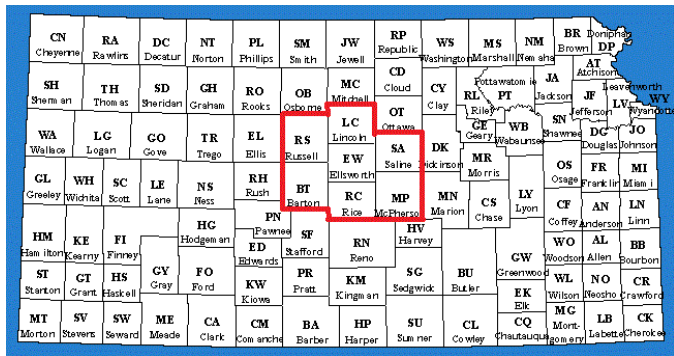 CN RA DC NT PL SM JW RP WS MS NM BR Doniphan
Cheyenne Rawlins Decatur Norton Phillips Smith Jewell Republic Washington Marshall Nemaha Brown DP
SH TH SD GH RO OB MC CD CY RL PT JA AT
Sherman Thomas Sheridan Graham Rooks Osborne Mitchell Cloud Clay Riley Pottawatomie Jackson Atchison
JF LV Leavenworth WY
Jefferson Wyandotte
WA LG GO TR EL RS LC OT DK GE WB SN DG JO
Wallace Logan Gove Trego Ellis Russell Lincoln Ottawa Dickinson Geary Wabaunsee Shawnee Douglas Johnson
EW SA MR
Ellsworth Saline Morris
GL WH SC LE NS RH BT RC MP MN CS LY OS FR MI
Greeley Wichita Scott Lane Ness Rush Barton Rice McPherson Marion Chase Lyon Osage Franklin Miami
HM KE FI HG PN ED SF RN HV CF AN LN
Hamilton Kearny Finney Hodgeman Pawnee Edwards Stafford Reno Harvey Coffey Anderson Linn
ST GT HS GY FO KW PR KM SG BU GW WO AL BB
Stanton Grant Haskell Gray Ford Kiowa Pratt Kingman Sedgwick Butler Greenwood Woodson Allen Bourbon
EK WL NO CR
Elk Wilson Neosho Crawford
MT SV SW ME CA CM BA HP SU CL CQ MG LB CK
Morton Stevens Seward Meade Clark Comanche Barber Harper Sumner Cowley Chautauqua Mont-
gomery Labette Cherokee